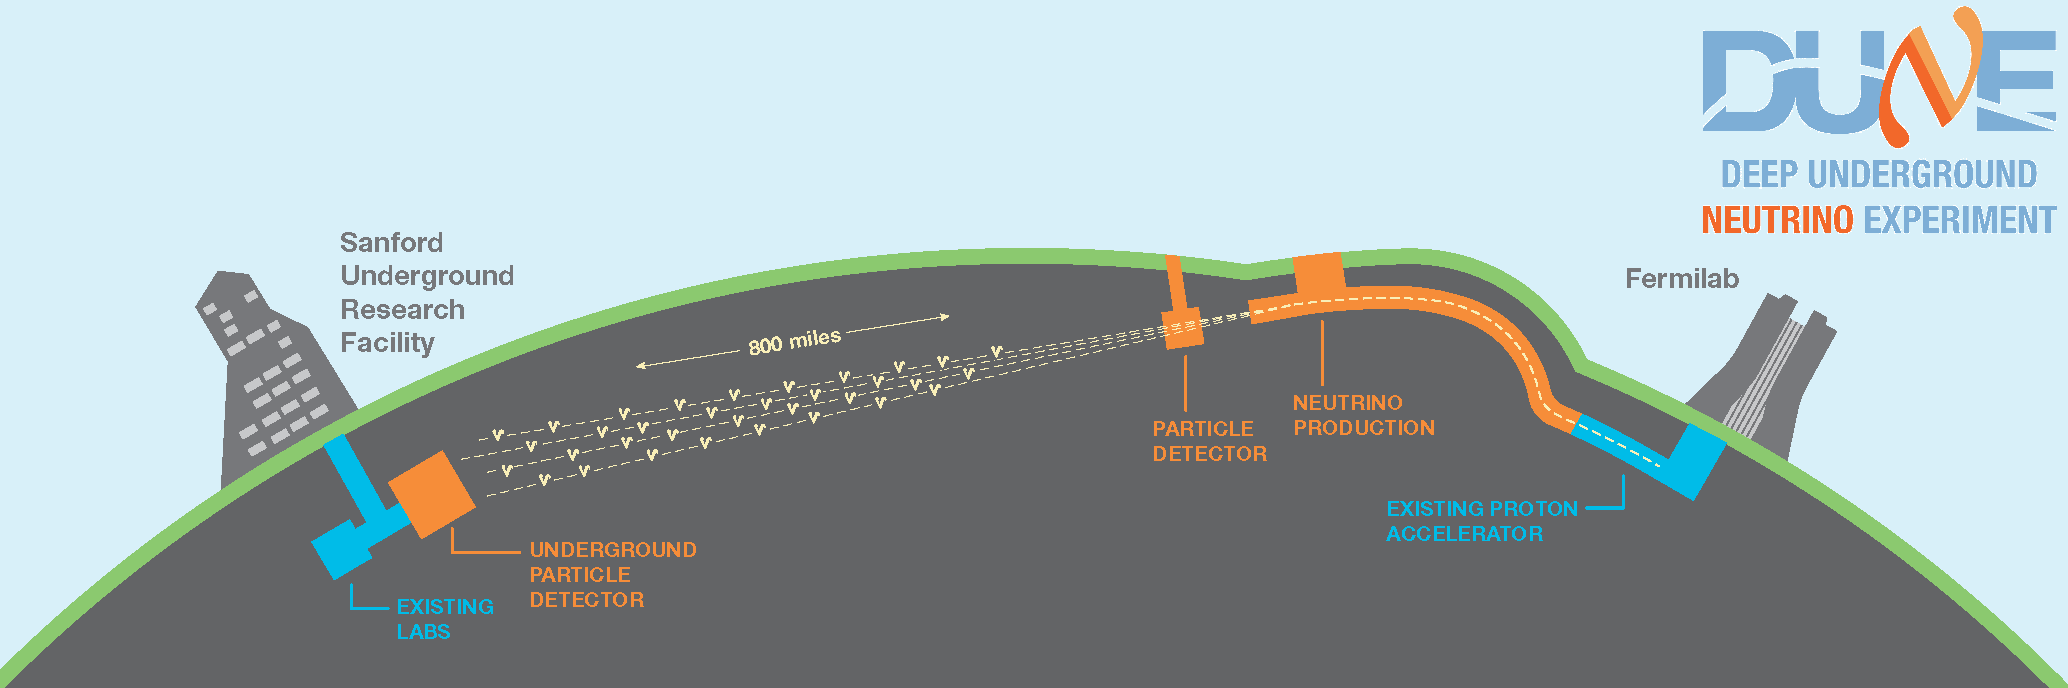 DUNE
DEEP UNDERGROUND
NEUTRINO EXPERIMENT
Sanford
Underground
Research
Facility
Fermilab
800 miles
PARTICLE
DETECTOR
NEUTRINO
PRODUCTION
EXISTING PROTON
ACCELERATOR
UNDERGROUND
PARTICLE
DETECTOR
EXISTING
LABS